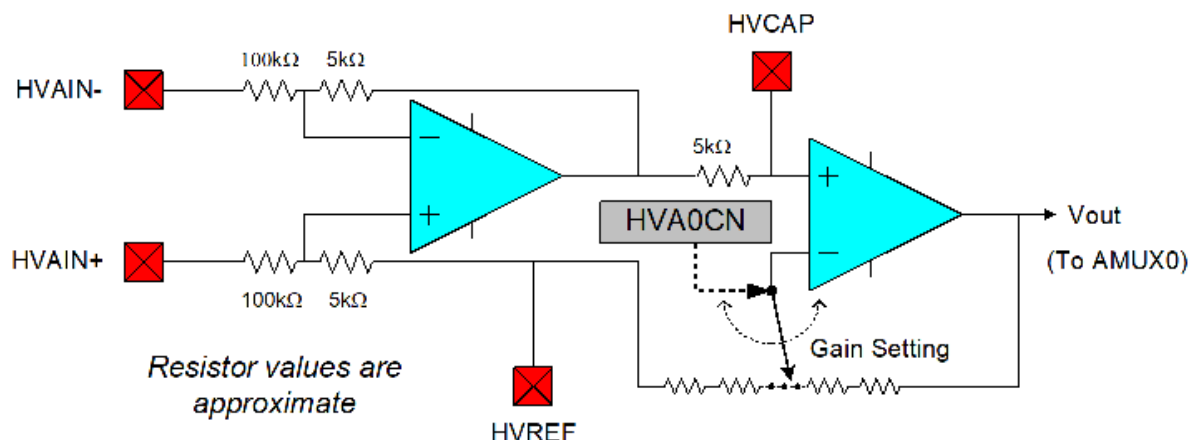 HVCAP
100kΩ 5kΩ
HVAIN-
5kΩ
HVA0CN
Vout
(To AMUX0)
HVAIN+
100kΩ 5kΩ
Gain Setting
Resistor values are
approximate
HVREF